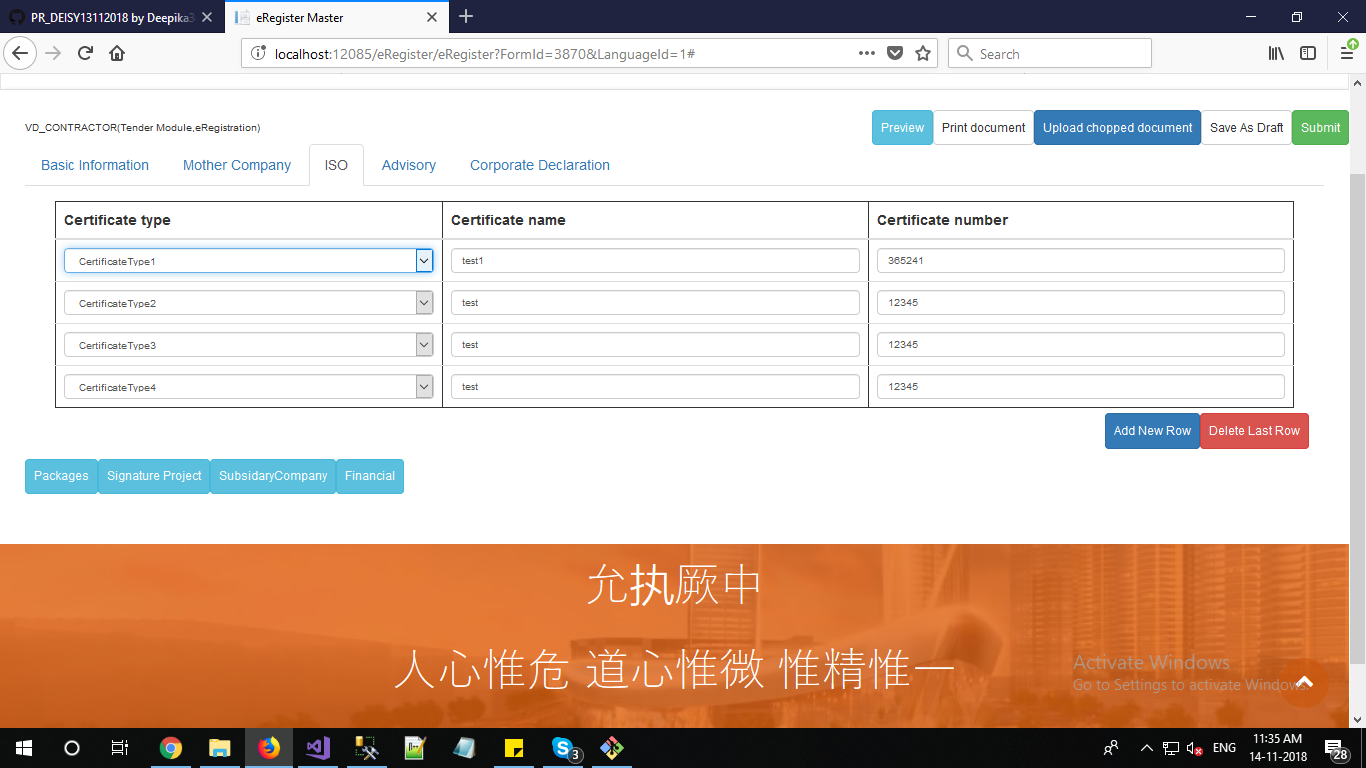 PR_DEISY13112018 by Deepika3
eRegister Master
localhost:12085/eRegister/eRegister?FormId=3870&LanguageId=1#
Search
VD_CONTRACTOR(Tender Module,eRegistration)
Preview Print document Upload chopped document Save As Draft Submit
Basic Information Mother Company ISO Advisory Corporate Declaration
Certificate type Certificate name Certificate number
CertificateType1 test1 365241
CertificateType2 test 12345
CertificateType3 test 12345
CertificateType4 test 12345
Add New Row Delete Last Row
Packages Signature Project SubsidaryCompany Financial
允执厥中
人心惟危 道心惟微 惟精惟一
Activate Windows
Go to Settings to activate Windows.
3
ENG
11:35 AM
14-11-2018
28